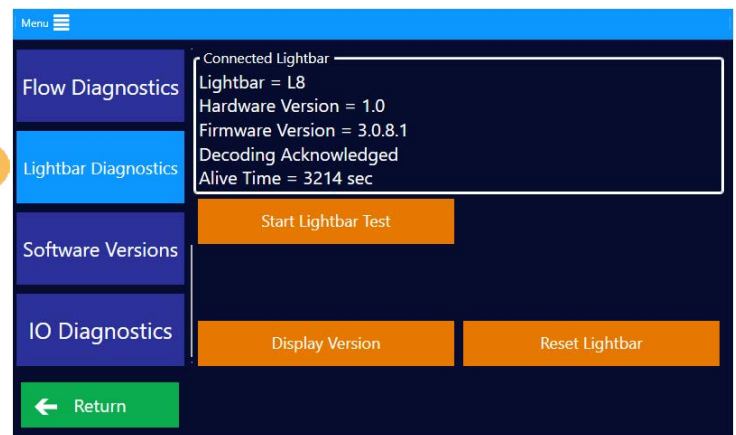 Menu
Flow Diagnostics
Lightbar Diagnostics
Software Versions
IO Diagnostics
Return
Connected Lightbar
Lightbar = L8
Hardware Version = 1.0
Firmware Version = 3.0.8.1
Decoding Acknowledged
Alive Time = 3214 sec
Start Lightbar Test
Display Version
Reset Lightbar